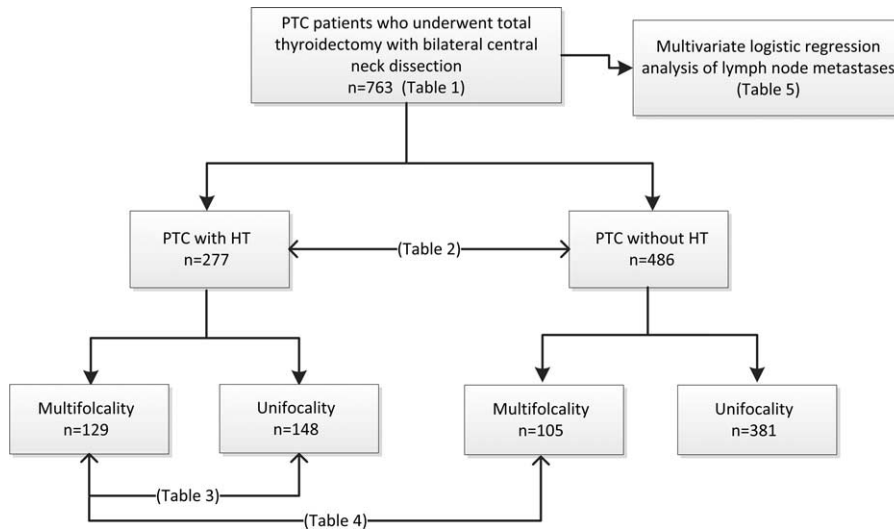 PTC patients who underwent total
thyroidectomy with bilateral central
neck dissection
n=763 (Table 1)
Multivariate logistic regression
analysis of lymph node metastases
(Table 5)
PTC with HT
n=277
(Table 2)
PTC without HT
n=486
Multifolcality
n=129
Unifocality
n=148
Multifolcality
n=105
Unifocality
n=381
(Table 3)
(Table 4)